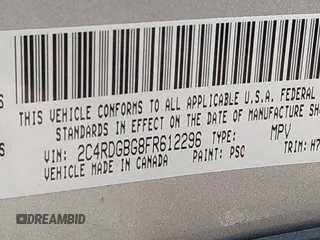 THIS VEHICLE CONFORMS TO ALL APPLICABLE U.S.A. FEDERAL
STANDARDS IN EFFECT ON THE DATE OF MANUFACTURE
VIN: 2C4RDGBG8FR612296 TYPE: MPV
VEHICLE MADE IN CANADA PAINT: PSC TRIM:
DREAMBID